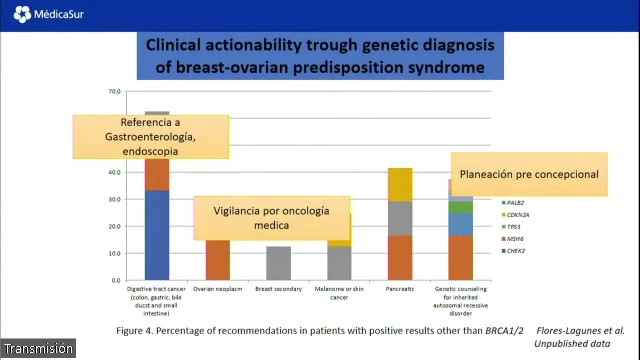 MédicaSur
Clinical actionability trough genetic diagnosis
of breast-ovarian predisposition syndrome
70.0
Referencia a
Gastroenterología,
endoscopia
Planeación pre concepcional
40.0
30.0
Vigilancia por oncología
medica
20.0
10.0
0.0
PALB2
CDKN2A
TP53
MSH6
CHEK2
Digestive tract cancer
(colon, gastric, bile
ducst and small
intestine)
Ovarian neoplasm
Breast secondary
Melanoma or skin
cancer
Pancreatic
Genetic counseling
for inherited
autosomal recessive
disorder
Figure 4. Percentage of recommendations in patients with positive results other than BRCA1/2
Flores-Lagunes et al.
Unpublished data
Transmisión